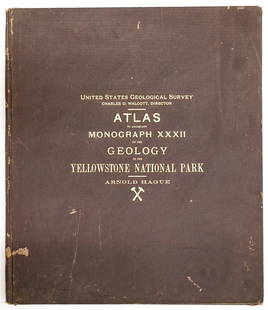 UNITED STATES GEOLOGICAL SURVEY
CHARLES D. WALCOTT, DIRECTOR
ATLAS
TO ACCOMPANY
MONOGRAPH XXXII
ON THE
GEOLOGY
OF THE
YELLOWSTONE NATIONAL PARK
ARNOLD HAGUE